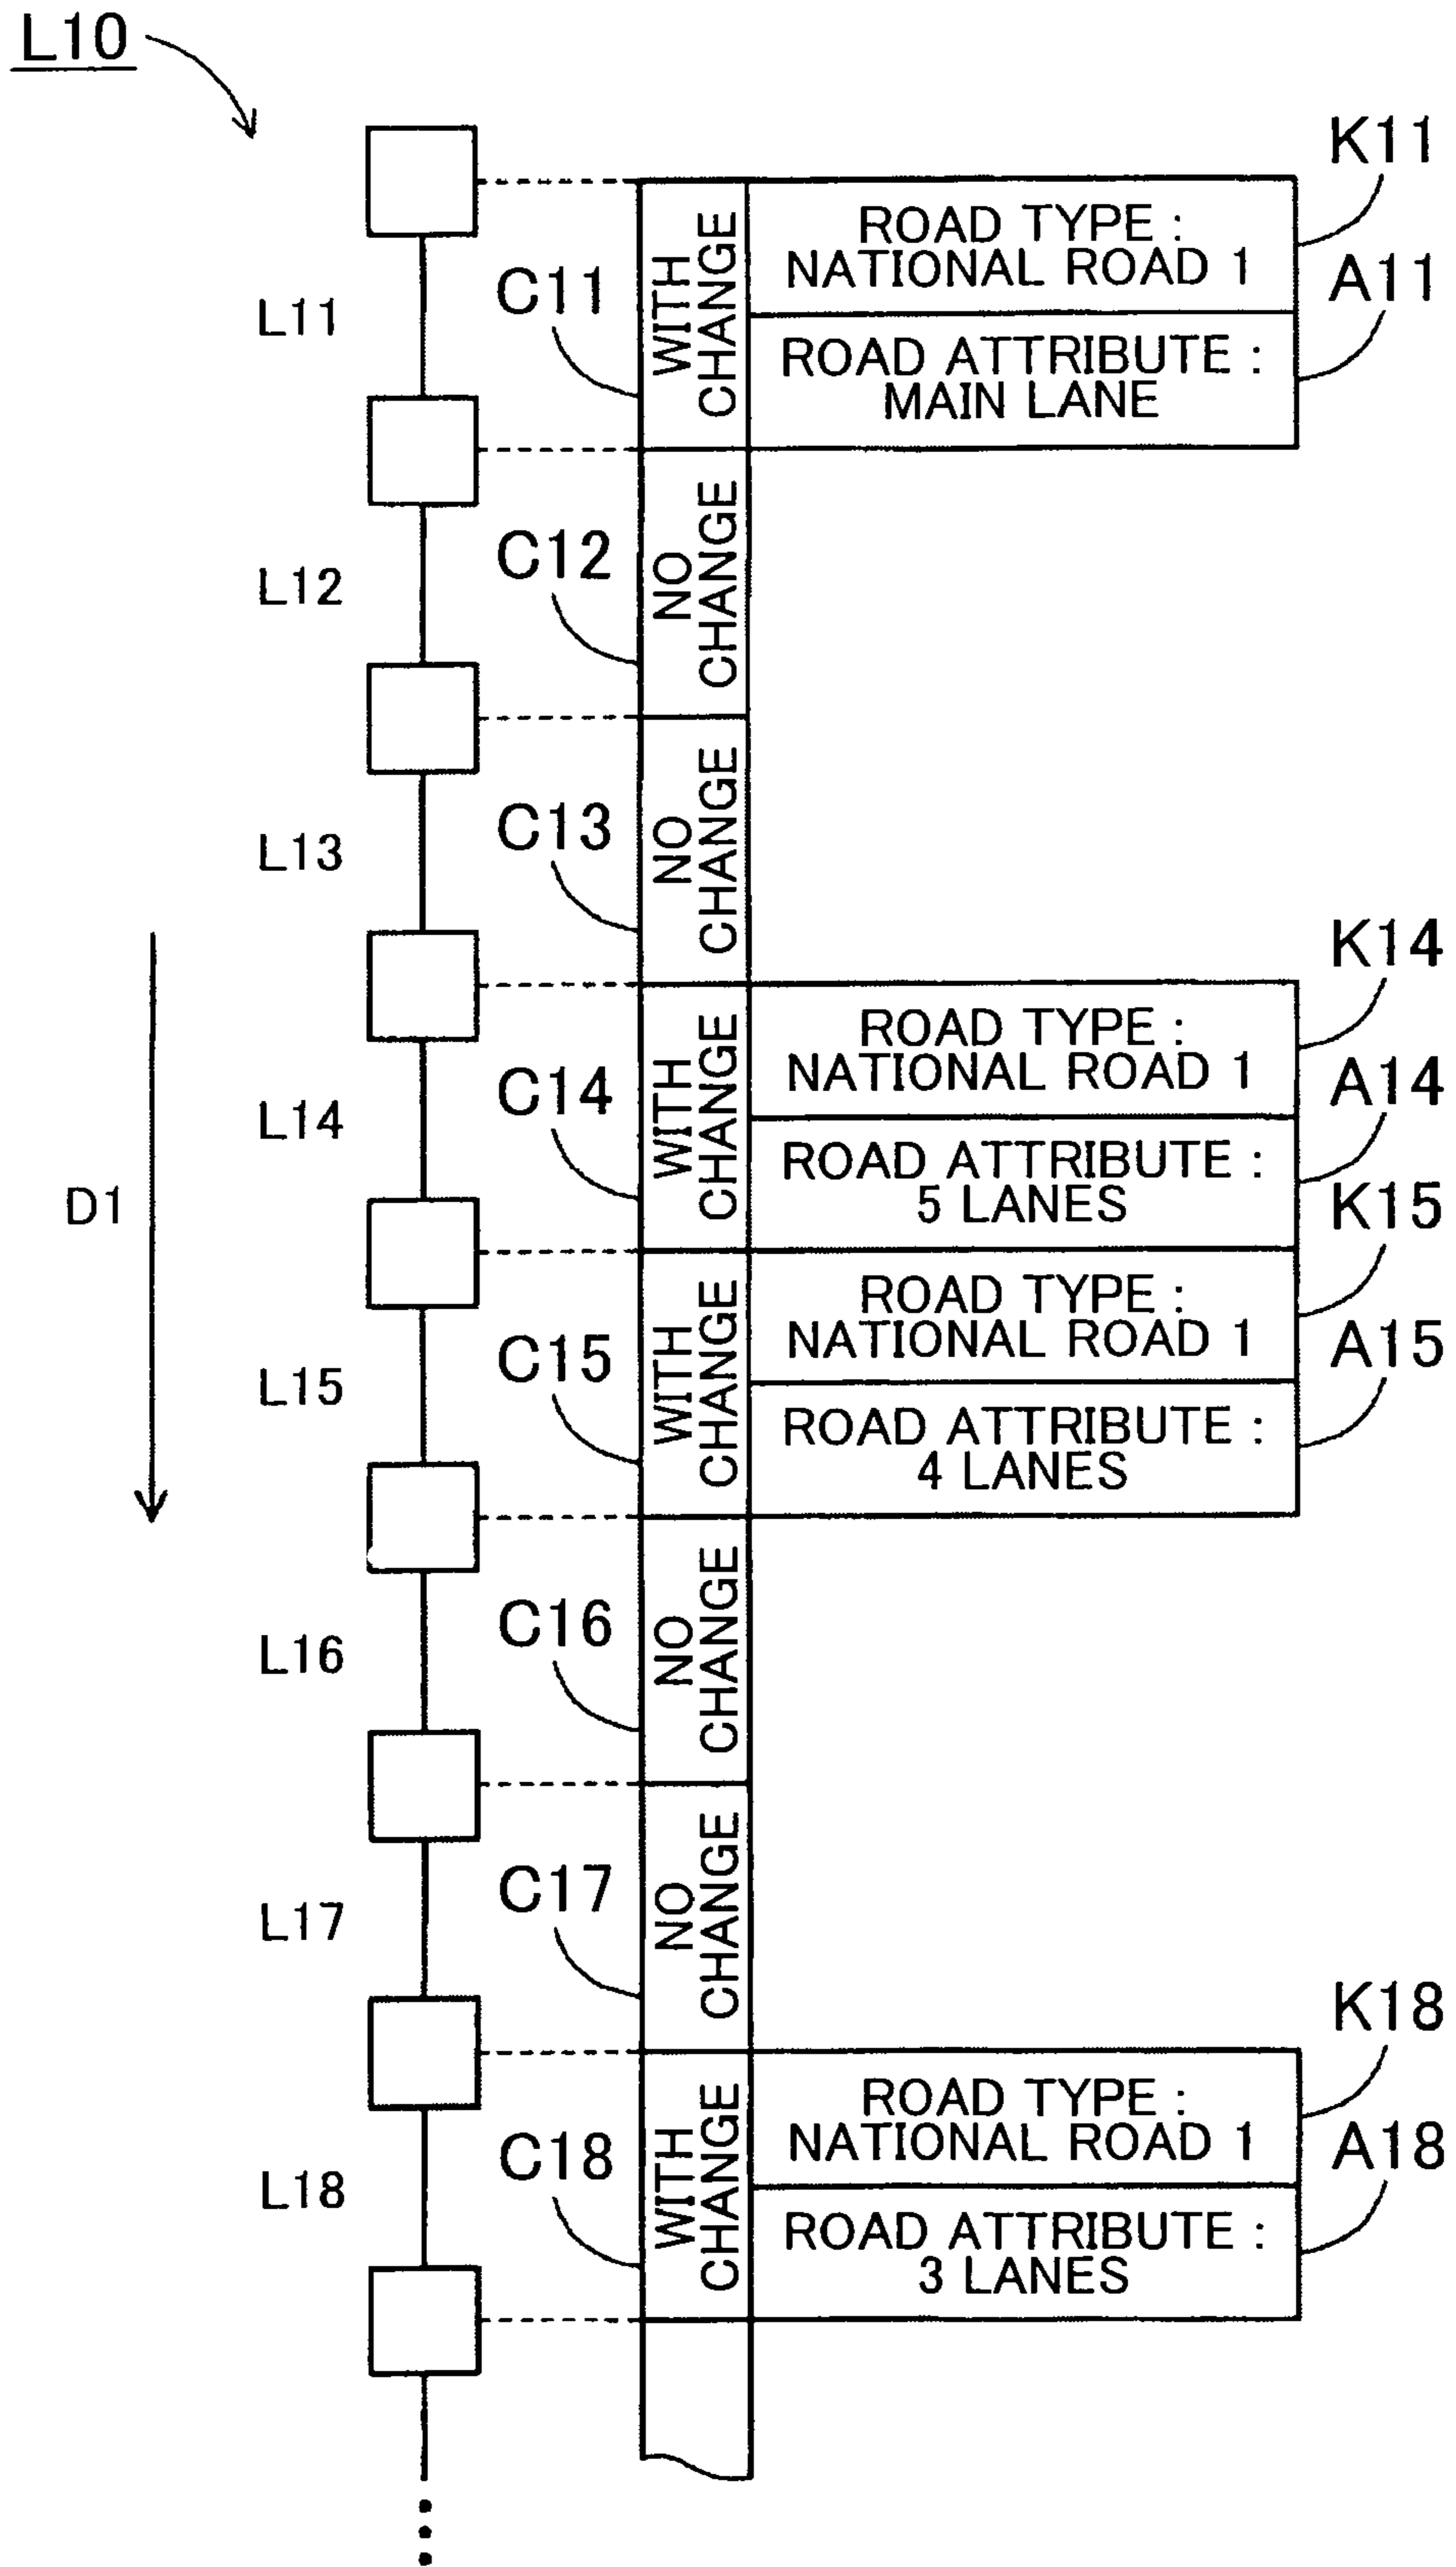 L10
K11
ROAD TYPE :
NATIONAL ROAD 1
A11
L11
C11
WITH
CHANGE
ROAD ATTRIBUTE :
MAIN LANE
L12
C12
NO
CHANGE
L13
C13
NO
CHANGE
K14
ROAD TYPE :
NATIONAL ROAD 1
A14
L14
C14
WITH
CHANGE
ROAD ATTRIBUTE :
5 LANES
D1
K15
ROAD TYPE :
NATIONAL ROAD 1
A15
L15
C15
WITH
CHANGE
ROAD ATTRIBUTE :
4 LANES
L16
C16
NO
CHANGE
L17
C17
NO
CHANGE
K18
ROAD TYPE :
NATIONAL ROAD 1
A18
L18
C18
WITH
CHANGE
ROAD ATTRIBUTE :
3 LANES